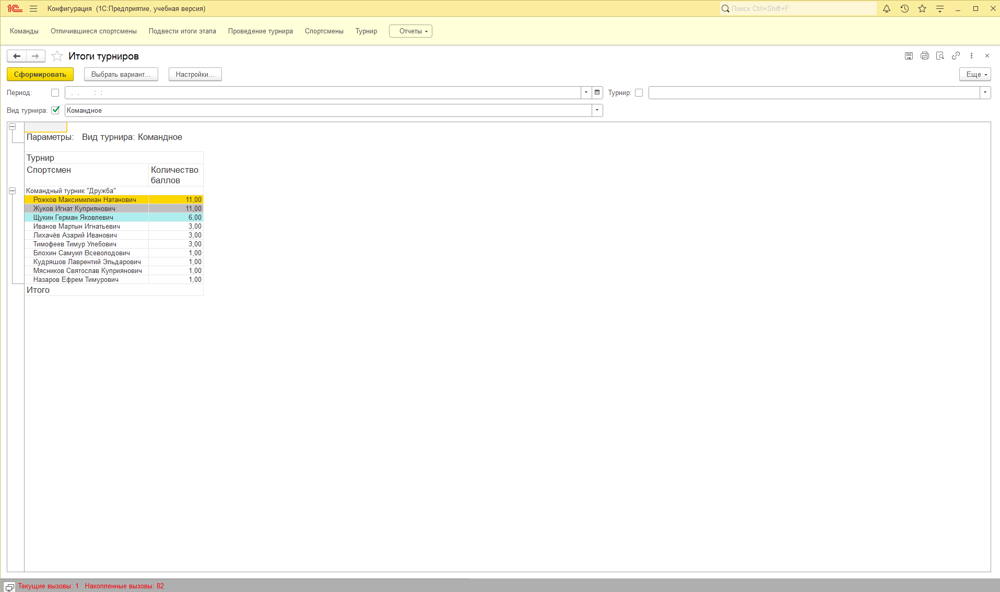 1С Конфигурация (1С:Предприятие, учебная версия) Поиск Ctrl+Shift+F
Команды Отличившиеся спортсмены Подвести итоги этапа Проведение турнира Спортсмены Турнир Отчеты
Итоги турниров
Сформировать Выбрать вариант... Настройки... Еще
Период: . . : : Турнир:
Вид турнира: Командное
Параметры: Вид турнира: Командное
Турнир
Спортсмен Количество
баллов
Командный турник "Дружба"
Рожков Максимилиан Натанович 11,00
Жуков Игнат Куприянович 11,00
Щукин Герман Яковлевич 6,00
Иванов Мартын Игнатьевич 3,00
Лихачёв Азарий Иванович 3,00
Тимофеев Тимур Улебович 3,00
Блохин Самуил Всеволодович 1,00
Кудряшов Лаврентий Эльдарович 1,00
Мясников Святослав Куприянович 1,00
Назаров Ефрем Тимурович 1,00
Итого
Текущие вызовы: 1 Накопленные вызовы: 82